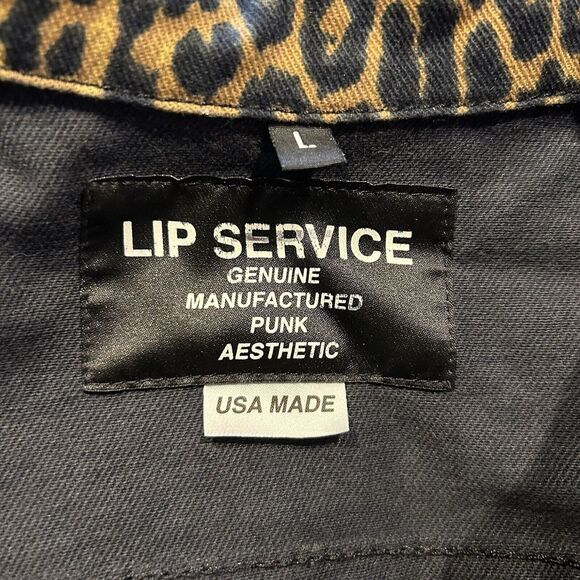 L.
LIP SERVICE
GENUINE
MANUFACTURED
PUNK
AESTHETIC
USA MADE